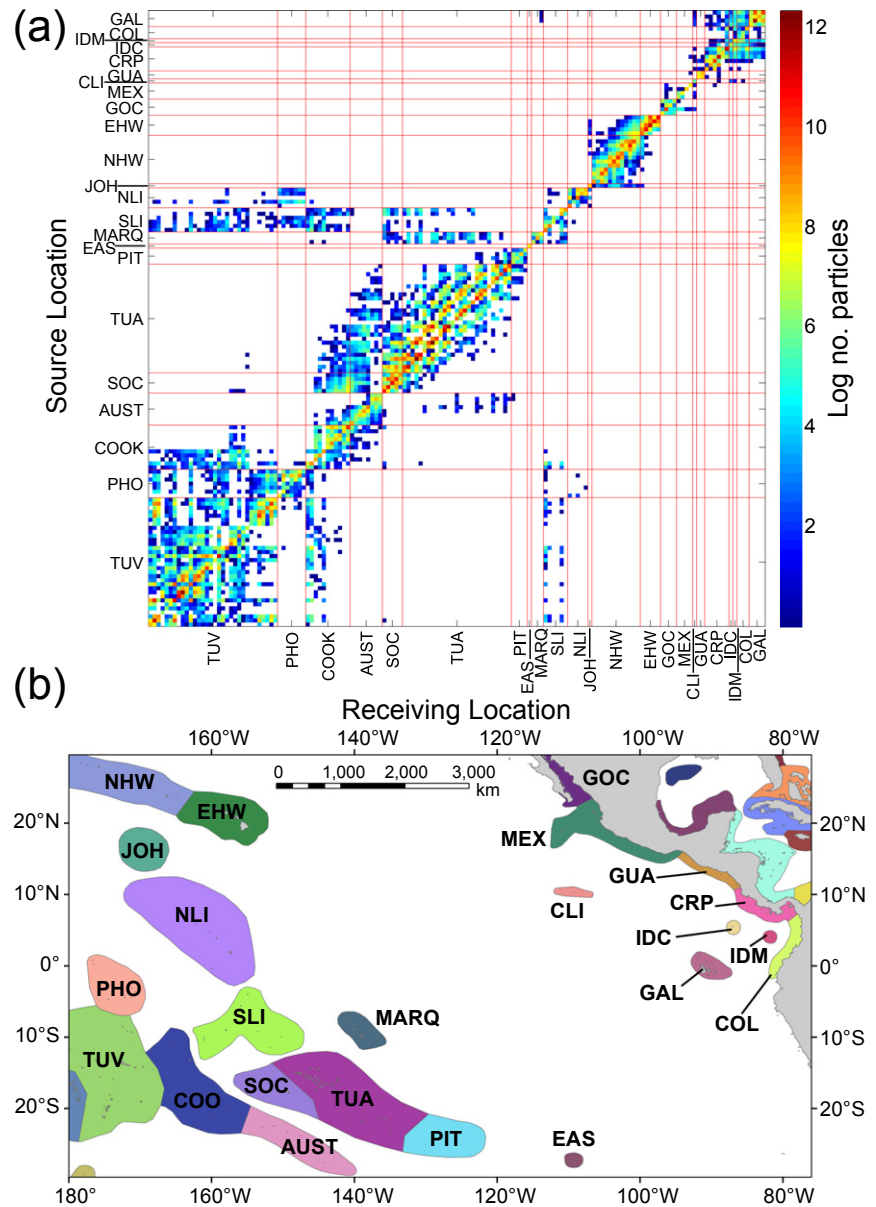 (a)
Source Location
GAL
COL
IDM
IDC
CRP
GUA
CLI
MEX
GOC
EHW
NHW
JOH
NLI
SLI
MARQ
EAS
PIT
TUA
SOC
AUST
COOK
PHO
TUV
12
10
8
6
4
2
Log no. particles
TUV
PHO
COOK
AUST
SOC
TUA
PIT
EAS
MARQ
SLI
NLI
JOH
NHW
EHW
GOC
MEX
CLI
GUA
CRP
IDC
IDM
COL
GAL
Receiving Location
(b)
160°W 140°W 120°W 100°W 80°W
0 1,000 2,000 3,000
km
NHW
GOC
20°N
EHW
20°N
JOH
MEX
GUA
10°N
CRP
10°N
NLI
CLI
IDC
IDM
0°
PHO
GAL
0°
SLI
MARQ
COL
10°S
10°S
TUV
COO
SOC
TUA
20°S
20°S
AUST
PIT
EAS
180° 160°W 140°W 120°W 100°W 80°W